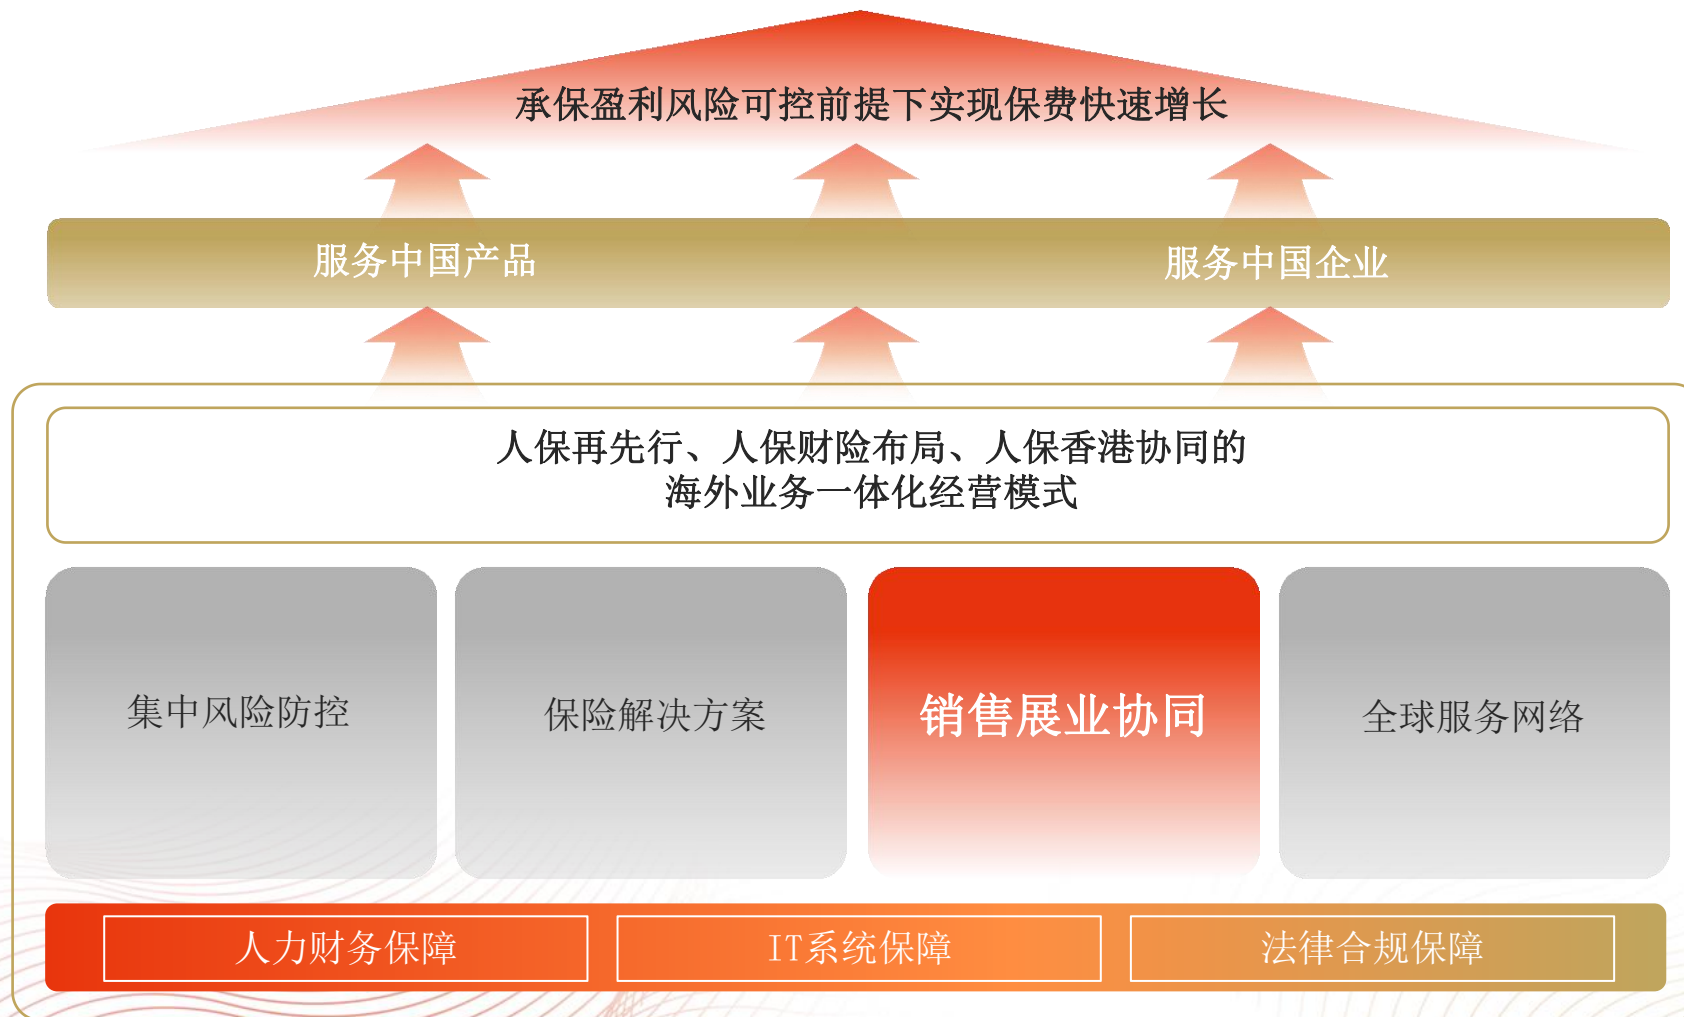 承保盈利风险可控前提下实现保费快速增长
服务中国产品
服务中国企业
人保再先行、人保财险布局、人保香港协同的
海外业务一体化经营模式
集中风险防控
保险解决方案
销售展业协同
全球服务网络
人力财务保障
IT系统保障
法律合规保障